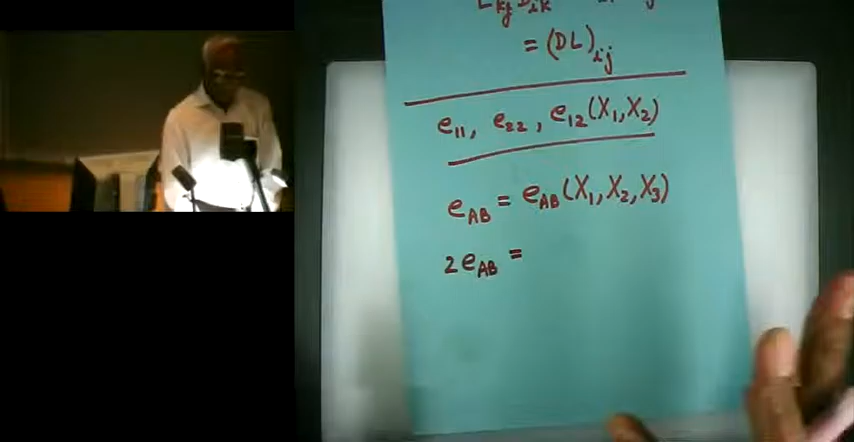 = (DL)ij
e11, e22, e12(X1,X2)
eAB = eAB(X1, X2, X3)
2eAB =